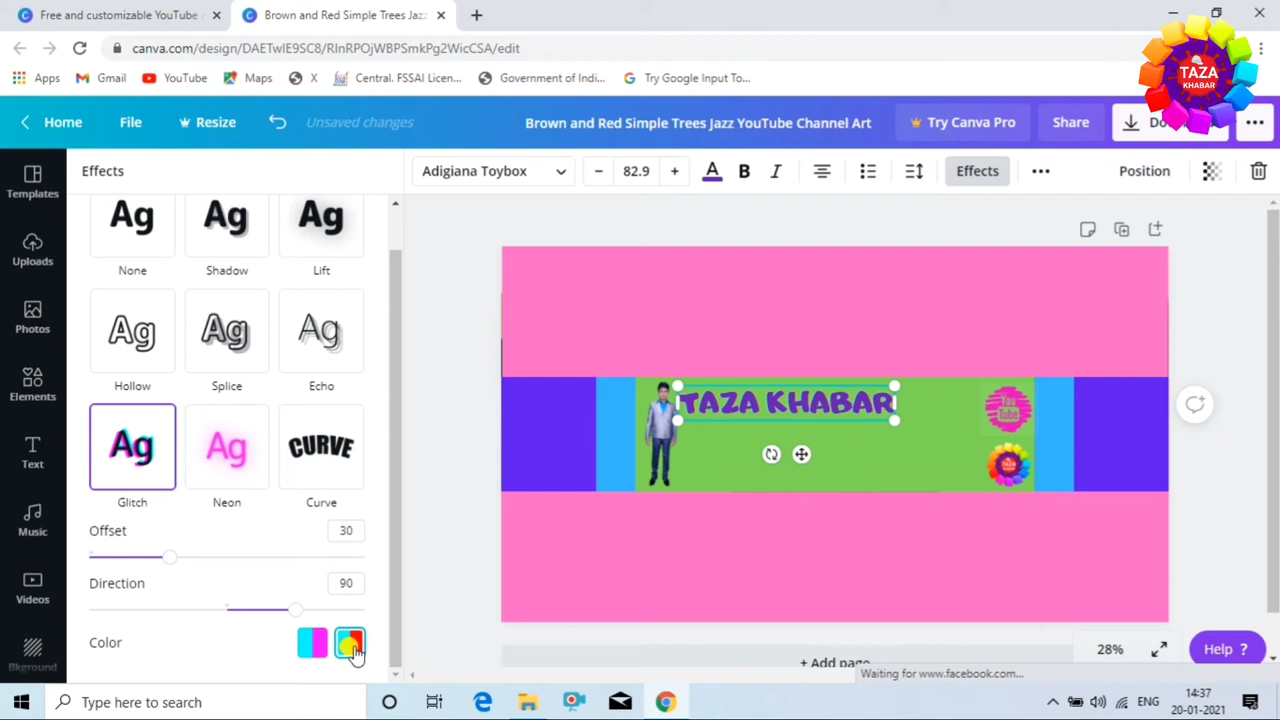 Free and customizable YouTube c
Brown and Red Simple Trees Jazz
canva.com/design/DAETwIE9SC8/RInRPOjWBPSmkPg2WicCSA/edit
Apps
Gmail
YouTube
Maps
X
Central. FSSAI Licen...
Government of Indi...
Try Google Input To...
TAZA
KHABAR
Home
File
Resize
Unsaved changes
Brown and Red Simple Trees Jazz YouTube Channel Art
Try Canva Pro
Share
Effects
Adigiana Toybox
82.9
A
B
I
Effects
Position
Templates
Uploads
Photos
Elements
Text
Music
Videos
Bkground
Ag
Ag
Ag
None
Shadow
Lift
Ag
Ag
Ag
Hollow
Splice
Echo
Ag
Ag
CURVE
Glitch
Neon
Curve
Offset
30
Direction
90
Color
TAZA KHABAR
You
Tube
+ Add page
28%
Help ?
Waiting for www.facebook.com...
Type here to search
ENG
14:37
20-01-2021